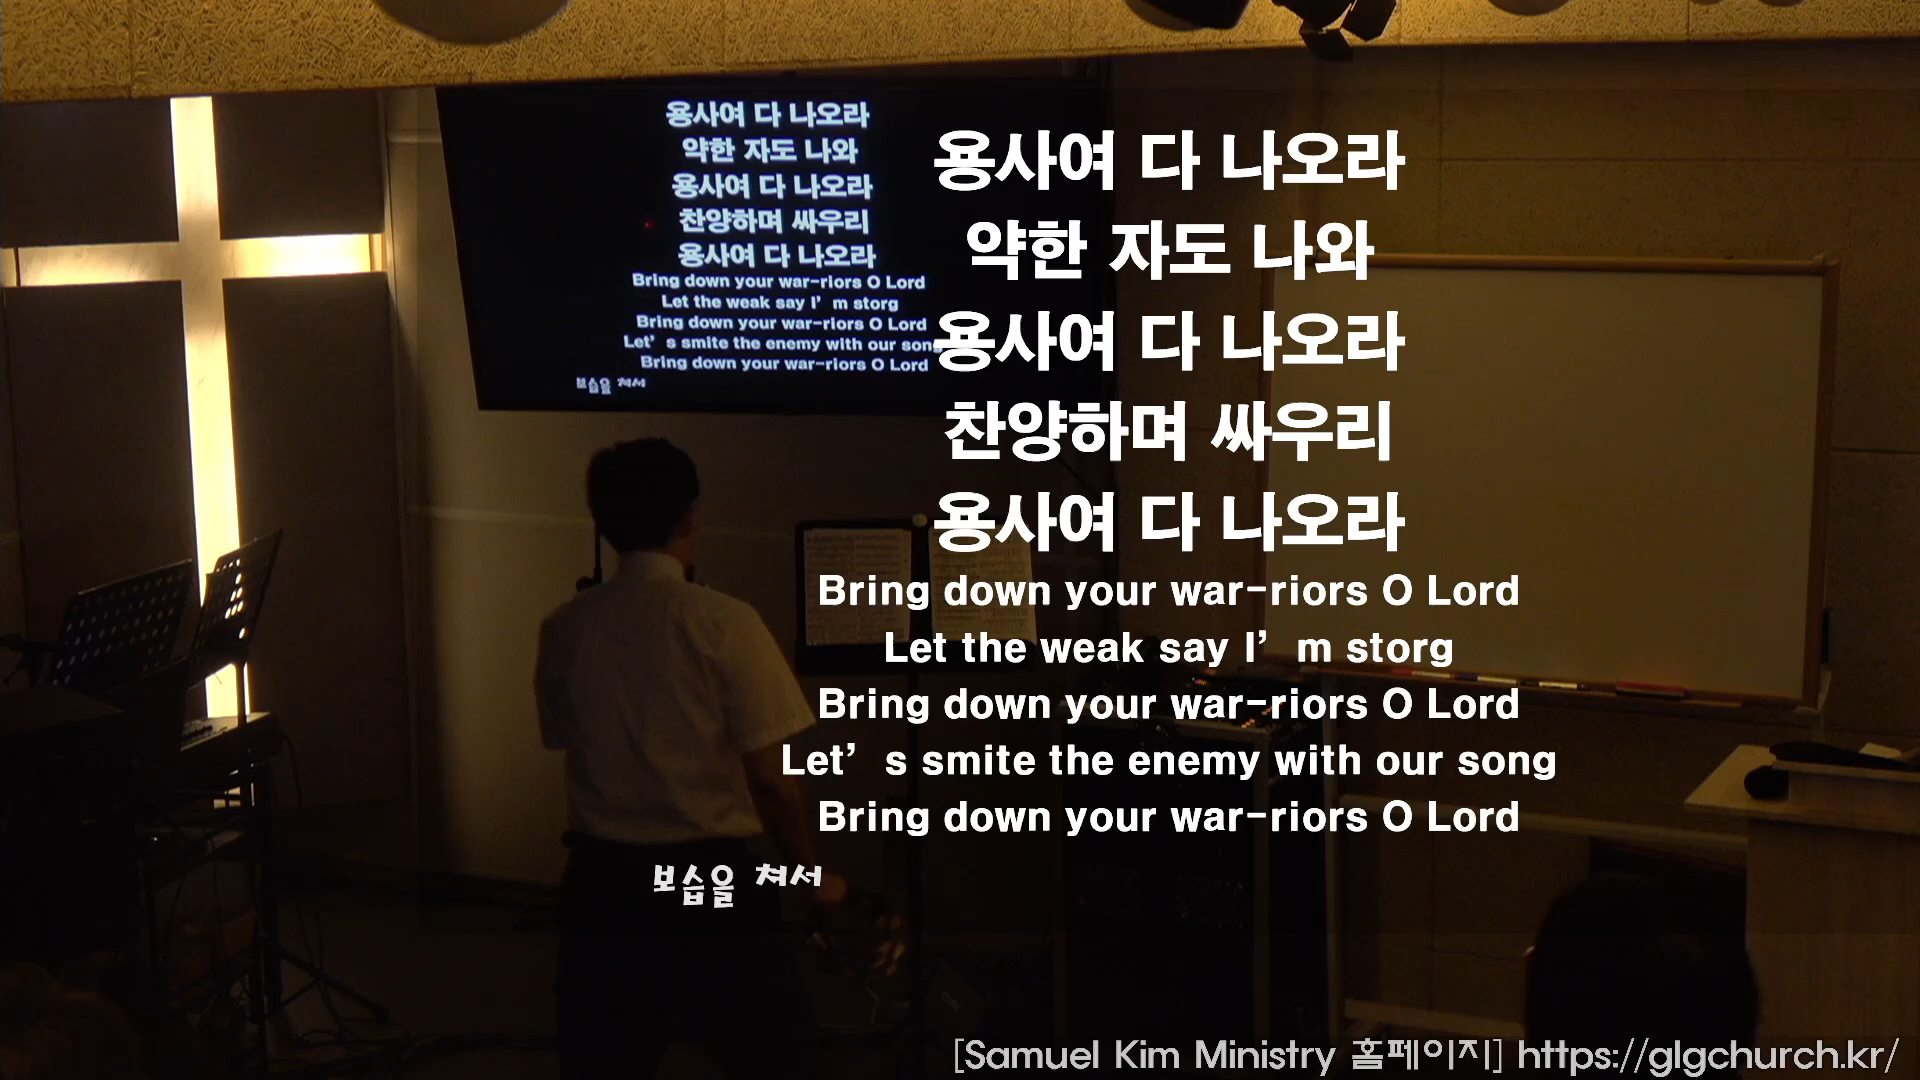 용사여 다 나오라
약한 자도 나와
용사여 다 나오라
찬양하며 싸우리
용사여 다 나오라
Bring down your war-riors O Lord
Let the weak say I’m storg
Bring down your war-riors O Lord
Let’s smite the enemy with our song
Bring down your war-riors O Lord
보습을 쳐서
용사여 다 나오라
약한 자도 나와
용사여 다 나오라
찬양하며 싸우리
용사여 다 나오라
Bring down your war-riors O Lord
Let the weak say I’m storg
Bring down your war-riors O Lord
Let’s smite the enemy with our song
Bring down your war-riors O Lord
보습을 쳐서
[Samuel Kim Ministry 홈페이지] https://glgchurch.kr/